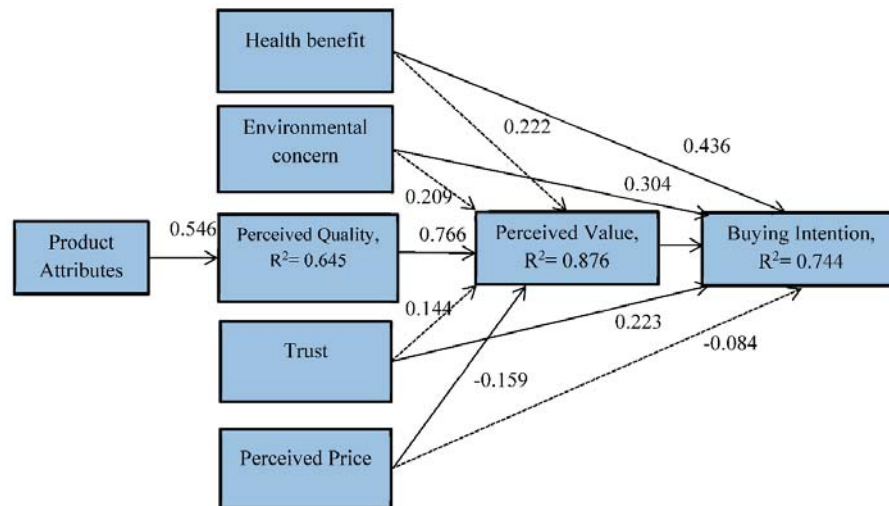 Health benefit
0.222
0.436
Environmental
concern
0.209
0.304
Product
Attributes
0.546
Perceived Quality,
R²= 0.645
0.766
Perceived Value,
R²= 0.876
Buying Intention,
R²= 0.744
0.144
0.223
-0.084
Trust
-0.159
Perceived Price